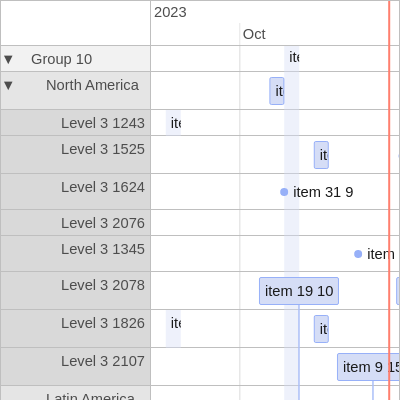 2023
Oct
▼ Group 10 ite
▼ North America it
Level 3 1243 ite
Level 3 1525 it
Level 3 1624 item 31 9
Level 3 2076
Level 3 1345 item
Level 3 2078 item 19 10
Level 3 1826 ite it
Level 3 2107 item 9 15
Latin America